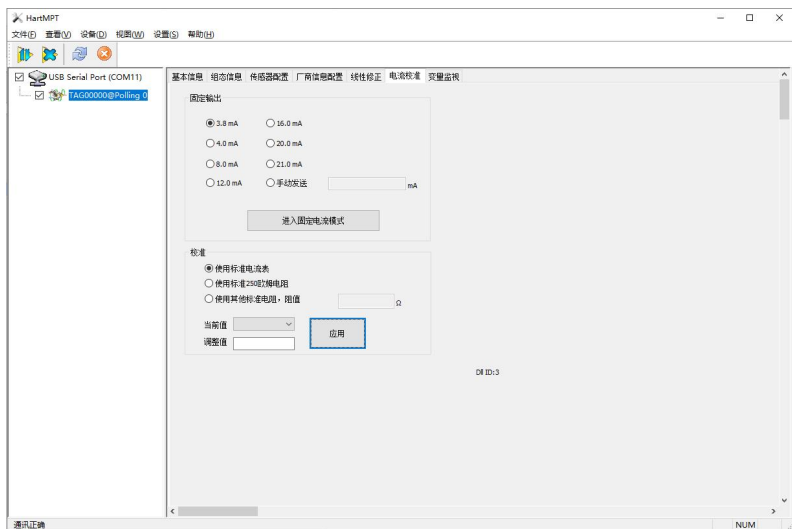 HartMPT
文件(F) 查看(V) 设备(D) 视图(W) 设置(S) 帮助(H)
USB Serial Port (COM11)
TAG00000@Polling 0
基本信息 组态信息 传感器配置 厂商信息配置 线性修正 电流校准 变量监视
固定输出
3.8 mA 16.0 mA
4.0 mA 20.0 mA
8.0 mA 21.0 mA
12.0 mA 手动发送 mA
进入固定电流模式
校准
使用标准电流表
使用标准250欧姆电阻
使用其他标准电阻，阻值 Ω
当前值
应用
调整值
Dll ID:3
通讯正确 NUM